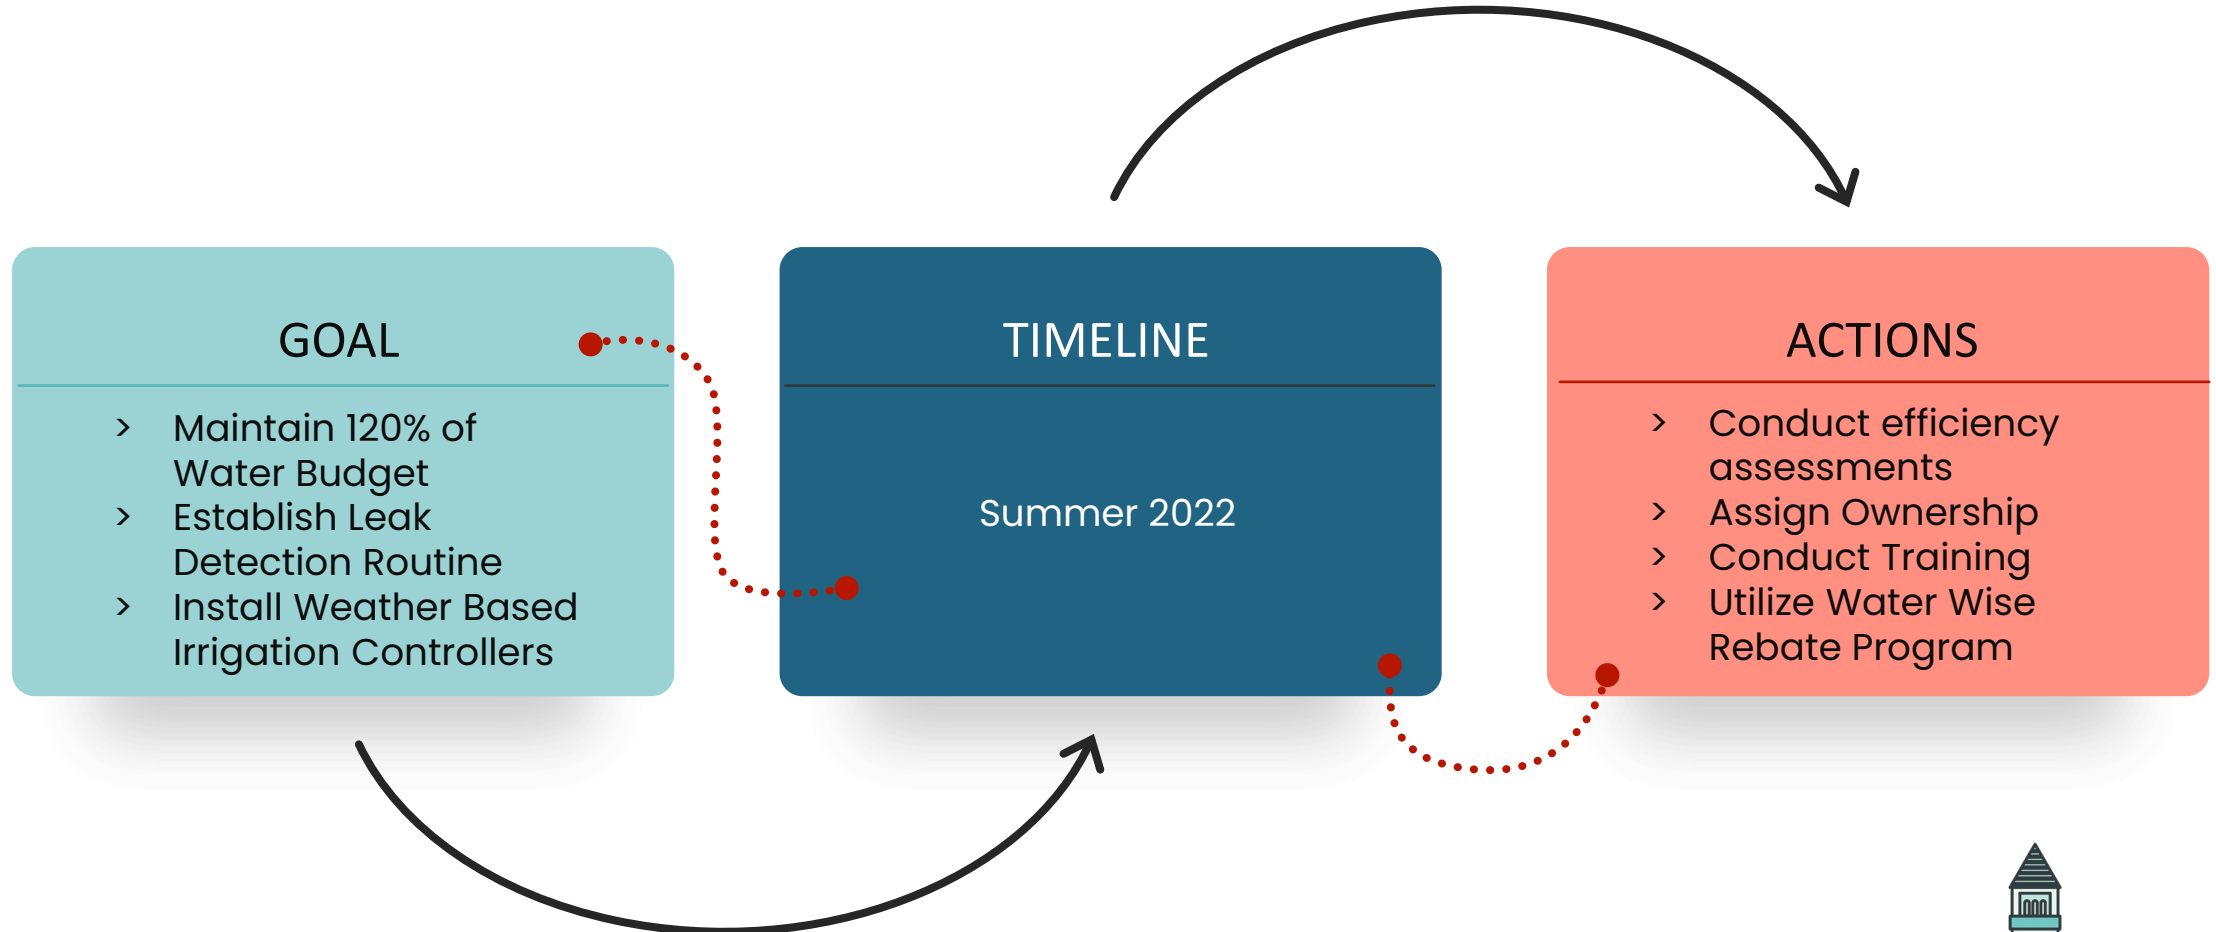 GOAL
> Maintain 120% of
Water Budget
> Establish Leak
Detection Routine
> Install Weather Based
Irrigation Controllers
TIMELINE
Summer 2022
ACTIONS
> Conduct efficiency
assessments
> Assign Ownership
> Conduct Training
> Utilize Water Wise
Rebate Program